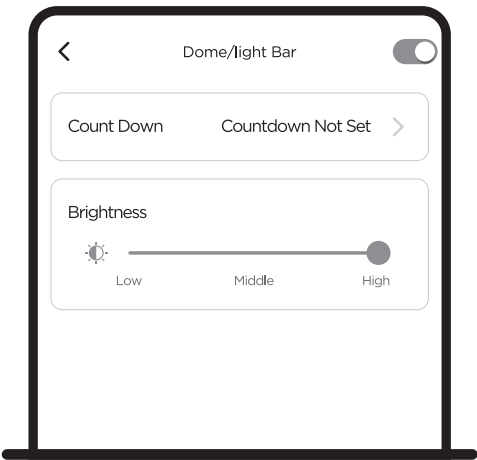 Dome/light Bar
Count Down Countdown Not Set
Brightness
Low Middle High